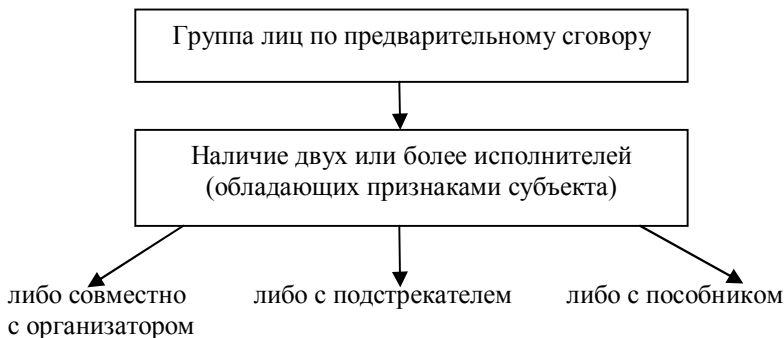 Группа лиц по предварительному сговору
Наличие двух или более исполнителей
(обладающих признаками субъекта)
либо совместно
с организатором
либо с подстрекателем
либо с пособником